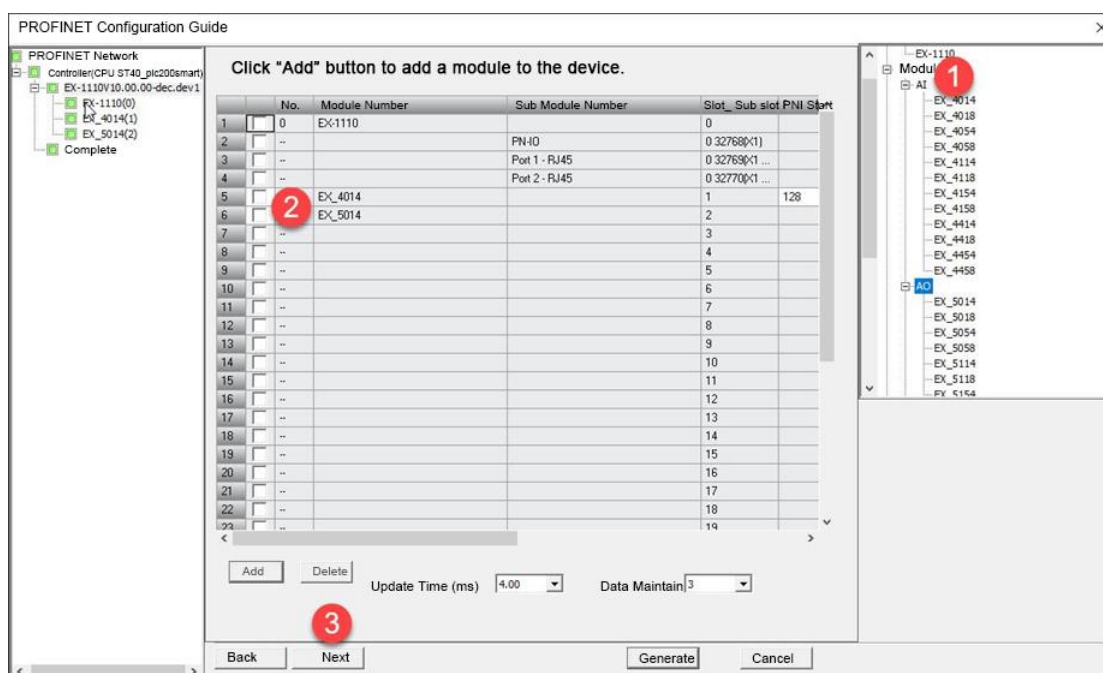 PROFINET Configuration Guide
PROFINET Network
Controller(CPU ST40_plc200smart)
EX-1110V10.00.00-dec.dev1
EX-1110(0)
EX_4014(1)
EX_5014(2)
Complete
Click “Add” button to add a module to the device.
No. Module Number Sub Module Number Slot_ Sub slot PNI Start
1 0 EX-1110 0
2 -- PN-IO 0 32768(X1)
3 -- Port 1 - RJ45 0 32769(X1 ...
4 -- Port 2 - RJ45 0 32770(X1 ...
5 EX_4014 1 128
6 EX_5014 2
7 -- 3
8 -- 4
9 -- 5
10 -- 6
11 -- 7
12 -- 8
13 -- 9
14 -- 10
15 -- 11
16 -- 12
17 -- 13
18 -- 14
19 -- 15
20 -- 16
21 -- 17
22 -- 18
23 -- 19
2
Add Delete
Update Time (ms) 4.00 Data Maintain 3
3
Back Next Generate Cancel
EX-1110
Modul
1
AI
EX_4014
EX_4018
EX_4054
EX_4058
EX_4114
EX_4118
EX_4154
EX_4158
EX_4414
EX_4418
EX_4454
EX_4458
AO
EX_5014
EX_5018
EX_5054
EX_5058
EX_5114
EX_5118
EX_5154